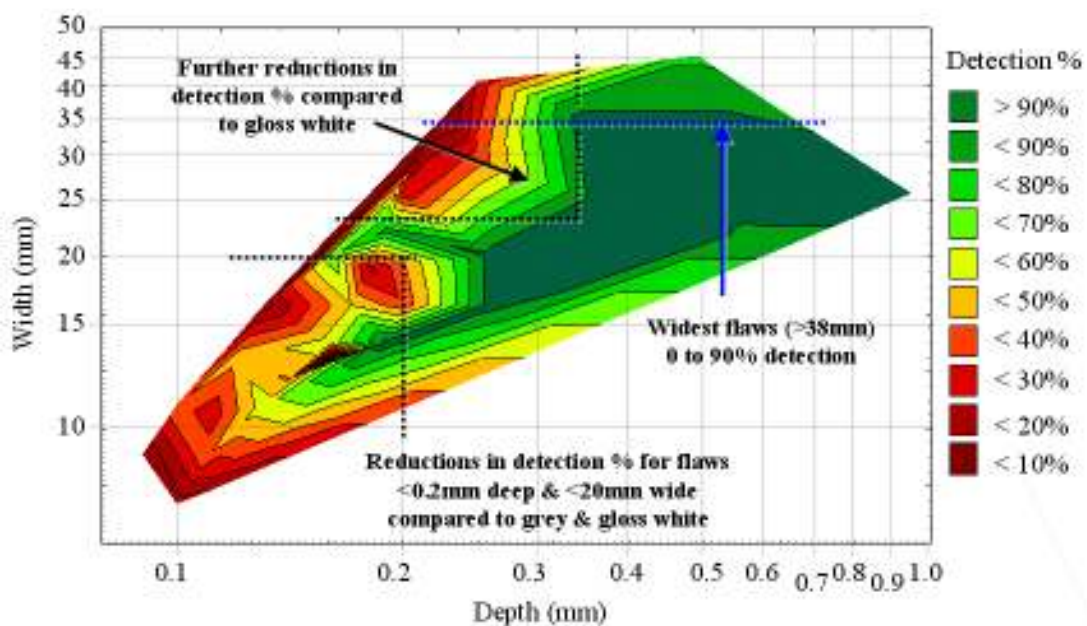 50
45
40
35
30
25
20
15
10
Width (mm)
Further reductions in
detection % compared
to gloss white
Widest flaws (>38mm)
0 to 90% detection
Reductions in detection % for flaws
<0.2mm deep & <20mm wide
compared to grey & gloss white
0.1 0.2 0.3 0.4 0.5 0.6 0.7 0.8 0.9 1.0
Depth (mm)
Detection %
> 90%
< 90%
< 80%
< 70%
< 60%
< 50%
< 40%
< 30%
< 20%
< 10%